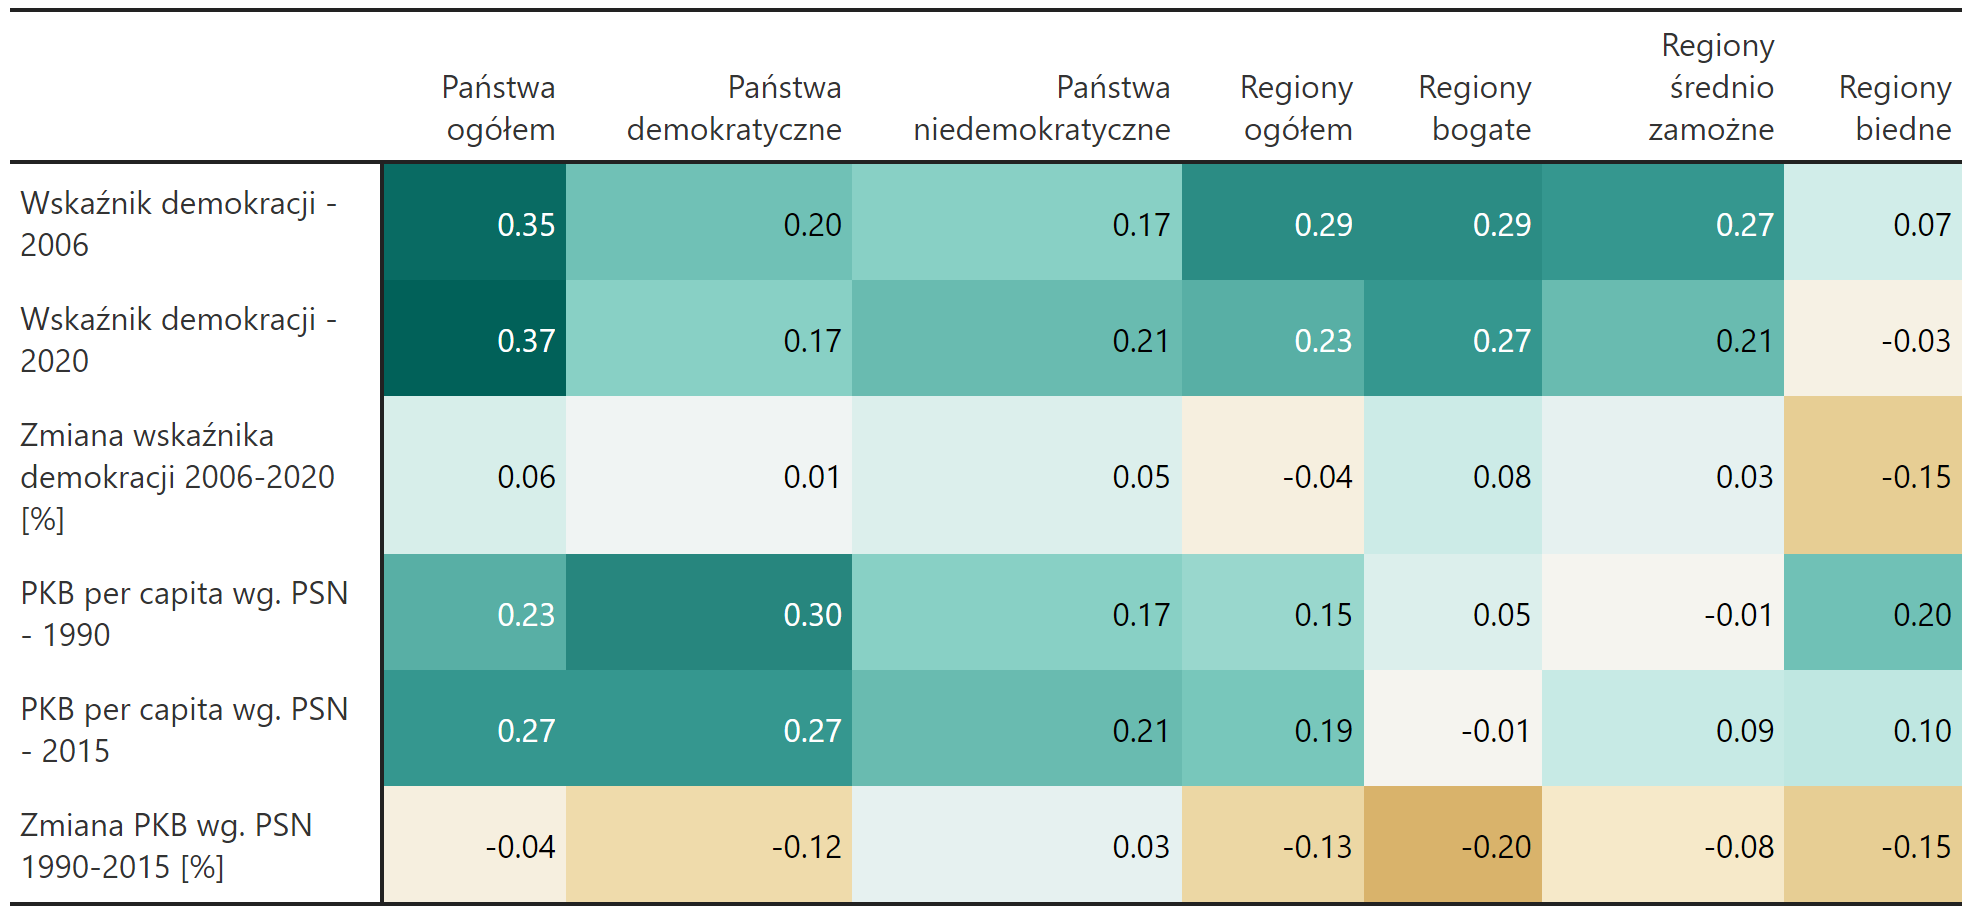 Państwa ogółem
Państwa demokratyczne
Państwa niedemokratyczne
Regiony ogółem
Regiony bogate
Regiony średnio zamożne
Regiony biedne
Wskaźnik demokracji -
2006
0.35 0.20 0.17 0.29 0.29 0.27 0.07
Wskaźnik demokracji -
2020
0.37 0.17 0.21 0.23 0.27 0.21 -0.03
Zmiana wskaźnika
demokracji 2006-2020
[%]
0.06 0.01 0.05 -0.04 0.08 0.03 -0.15
PKB per capita wg. PSN
- 1990
0.23 0.30 0.17 0.15 0.05 -0.01 0.20
PKB per capita wg. PSN
- 2015
0.27 0.27 0.21 0.19 -0.01 0.09 0.10
Zmiana PKB wg. PSN
1990-2015 [%]
-0.04 -0.12 0.03 -0.13 -0.20 -0.08 -0.15